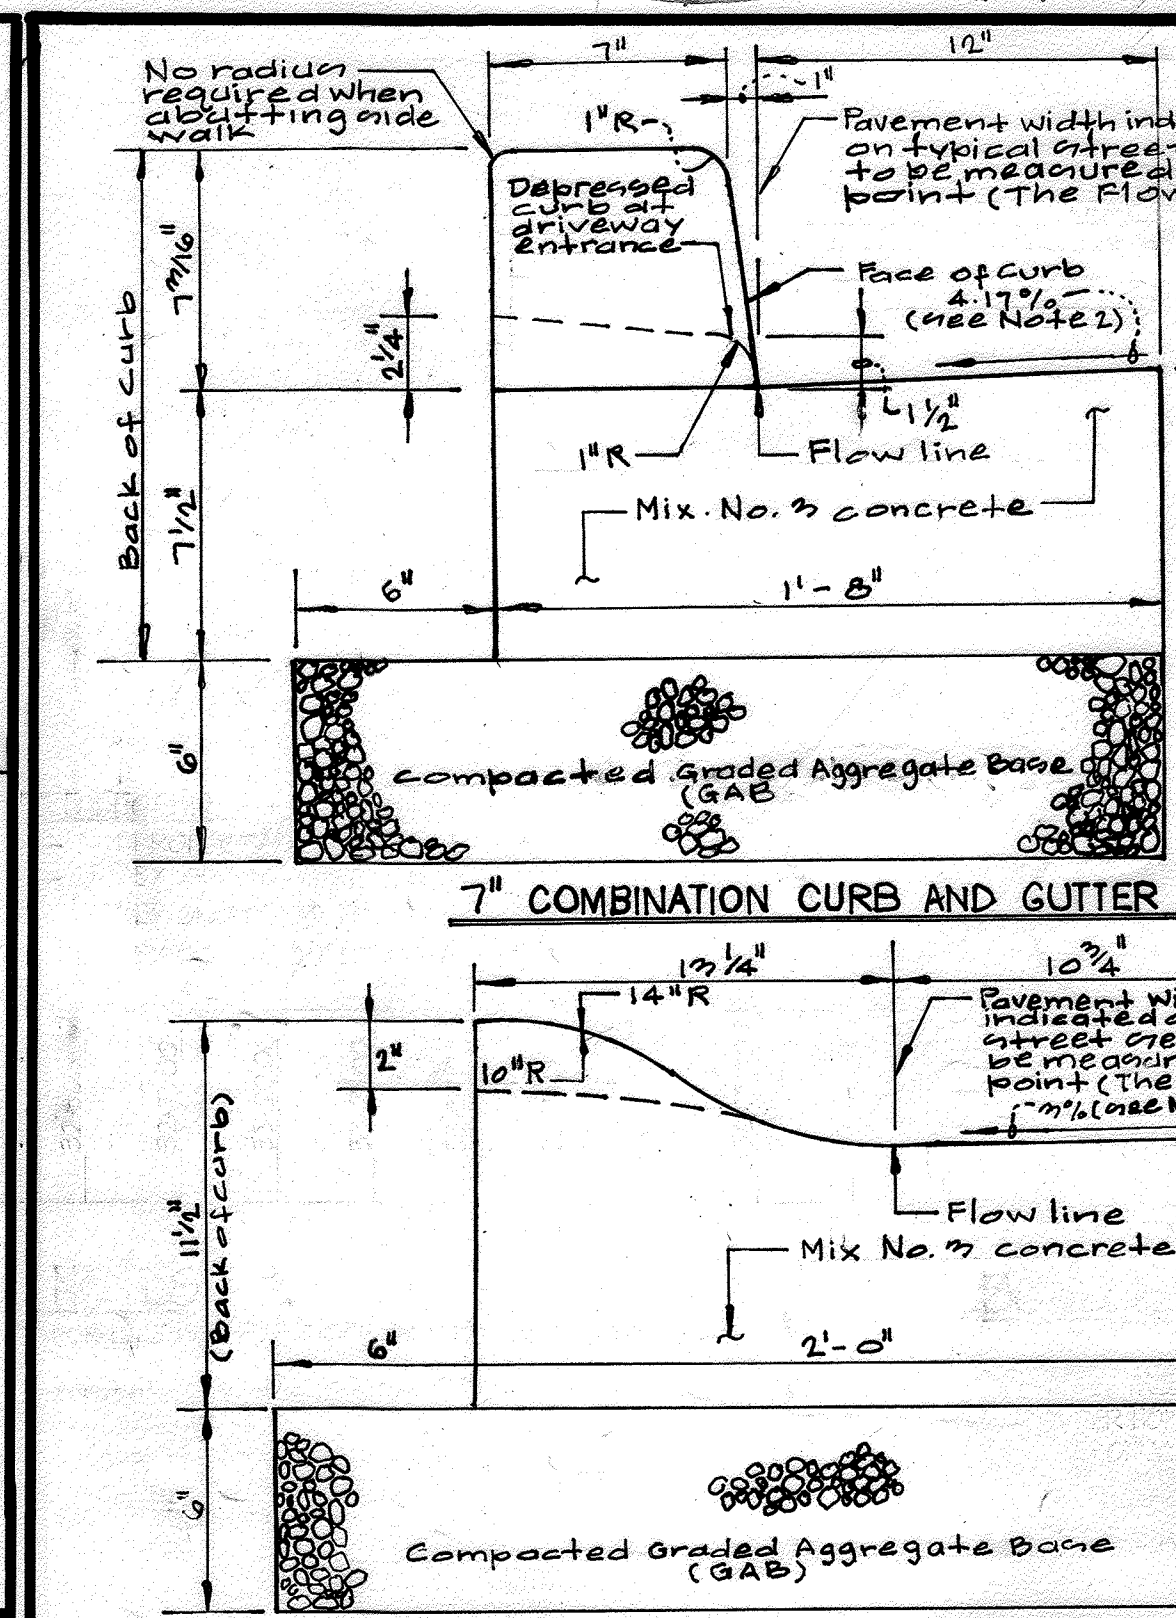 7"
12"
No radius
required when
abutting side
walk
1"
1"R
Pavement width ind
on typical stree
to be measured
point (The Flow
Depressed
curb at
driveway
entrance
7 3/16"
Back of curb
2 1/4"
Face of Curb
4.17%
(see Note 2)
1 1/2"
1"R
Flow line
7 1/2"
Mix. No. 3 concrete
6"
1'-8"
6"
Compacted Graded Aggregate Base
(GAB
7" COMBINATION CURB AND GUTTER
13 1/4"
10 3/4"
14"R
Pavement wi
indicated
street se
be measur
point (The
3% (see N
2"
10"R
11 1/2"
(Back of curb)
Flow line
Mix No. 3 concrete
6"
2'-0"
6"
Compacted Graded Aggregate Base
(GAB)